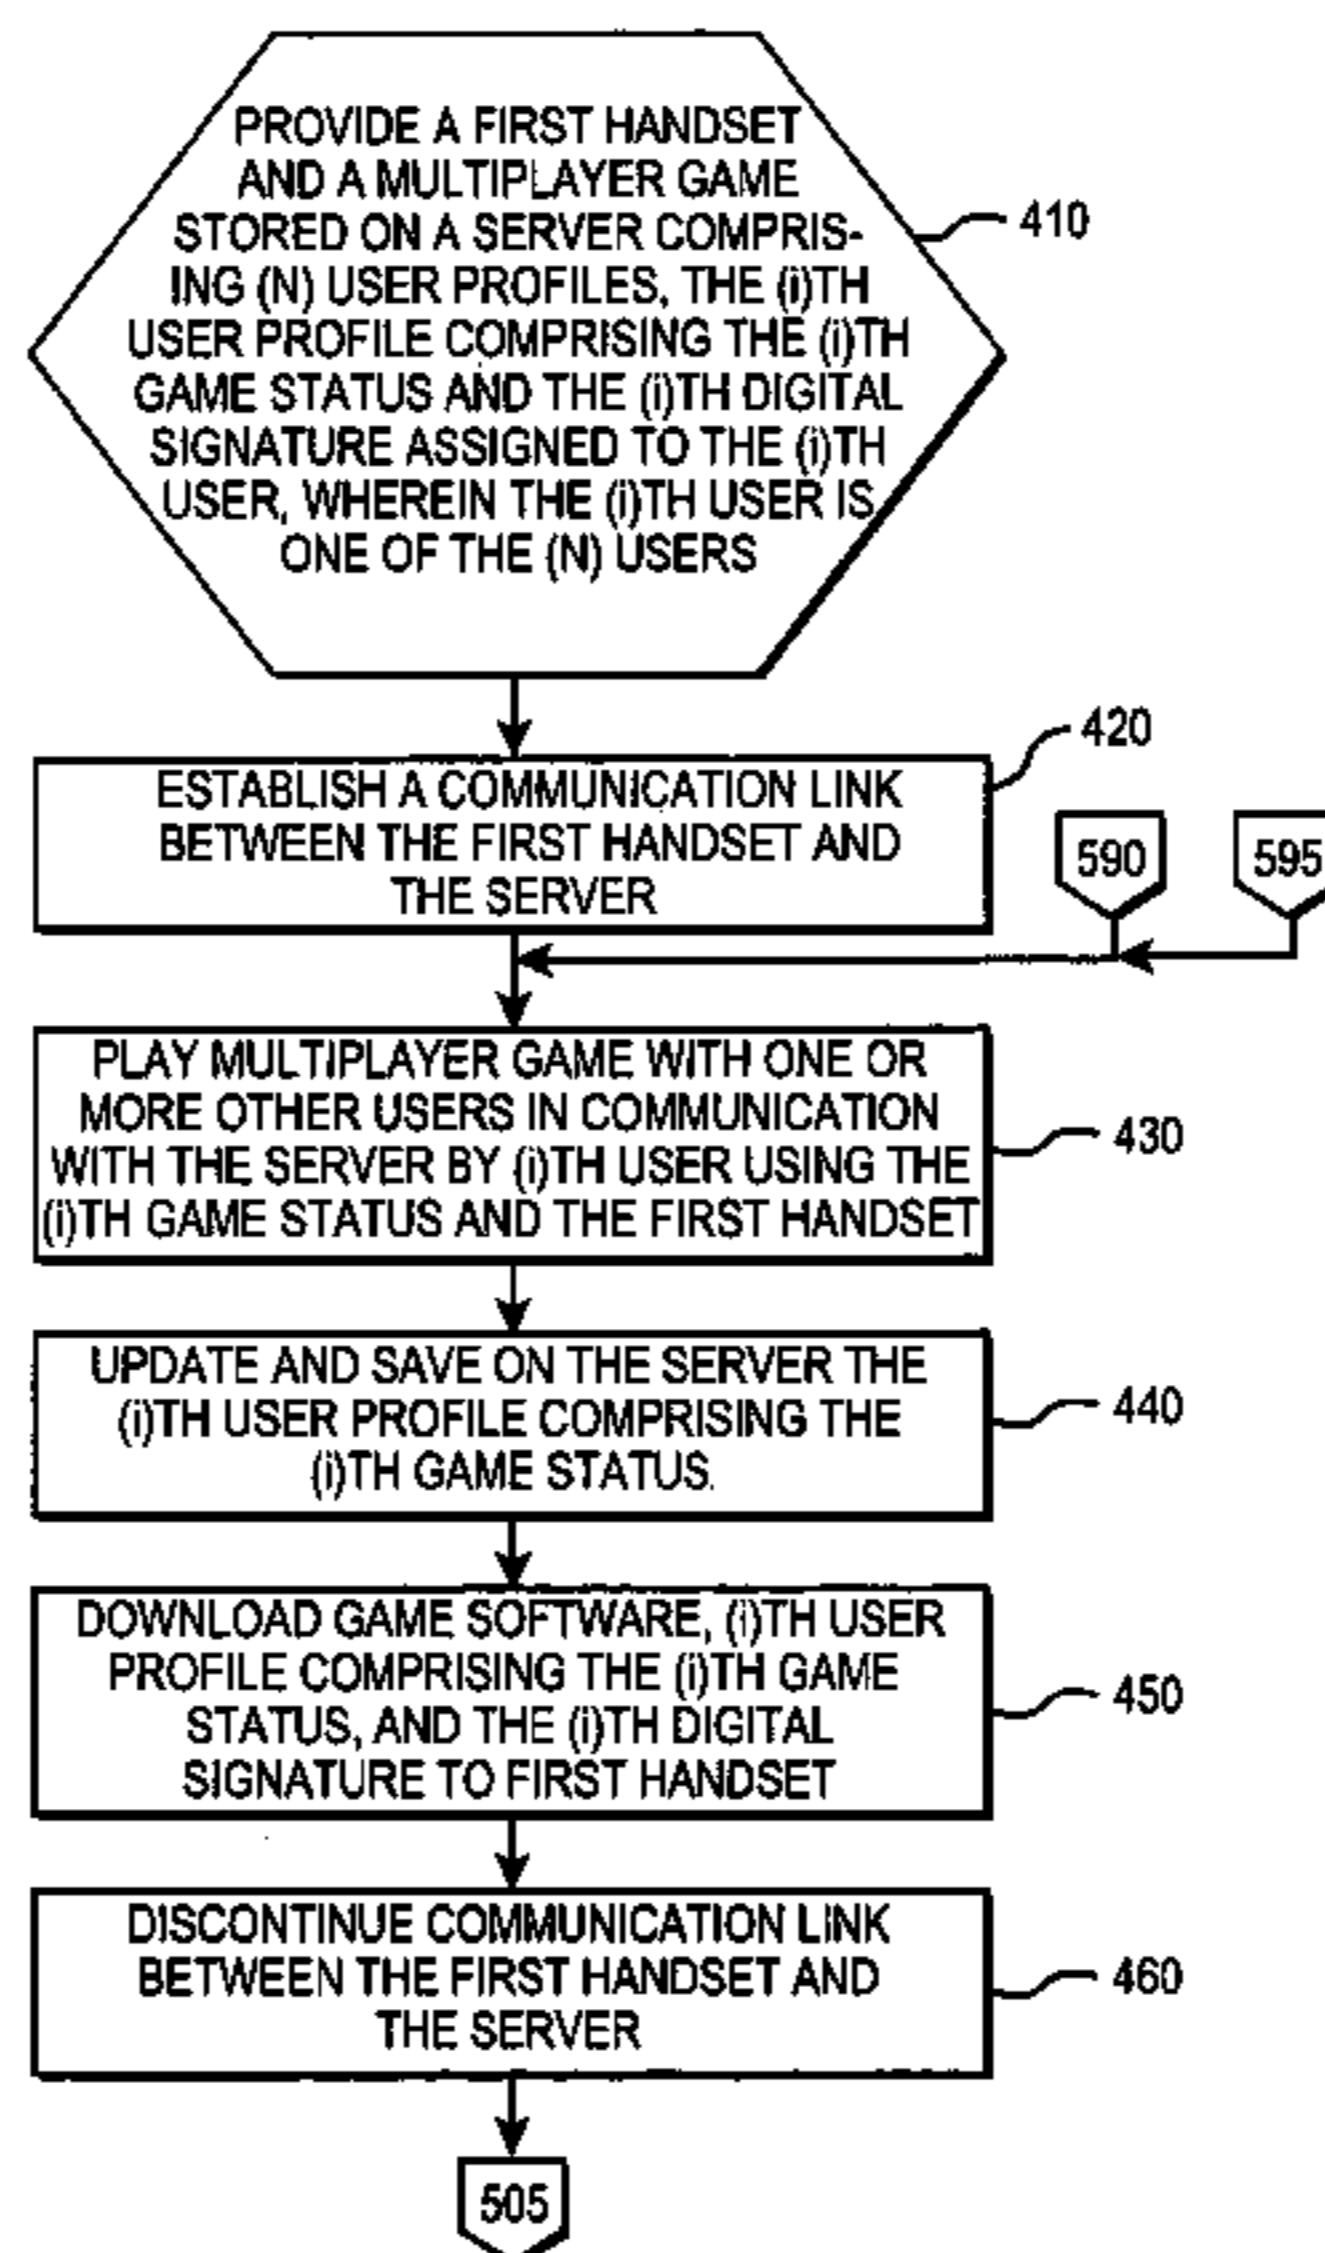 PROVIDE A FIRST HANDSET
AND A MULTIPLAYER GAME
STORED ON A SERVER COMPRIS-
ING (N) USER PROFILES, THE (i)TH
USER PROFILE COMPRISING THE (i)TH
GAME STATUS AND THE (i)TH DIGITAL
SIGNATURE ASSIGNED TO THE (i)TH
USER, WHEREIN THE (i)TH USER IS
ONE OF THE (N) USERS
410
ESTABLISH A COMMUNICATION LINK
BETWEEN THE FIRST HANDSET AND
THE SERVER
420
590
595
PLAY MULTIPLAYER GAME WITH ONE OR
MORE OTHER USERS IN COMMUNICATION
WITH THE SERVER BY (i)TH USER USING THE
(i)TH GAME STATUS AND THE FIRST HANDSET
430
UPDATE AND SAVE ON THE SERVER THE
(i)TH USER PROFILE COMPRISING THE
(i)TH GAME STATUS.
440
DOWNLOAD GAME SOFTWARE, (i)TH USER
PROFILE COMPRISING THE (i)TH GAME
STATUS, AND THE (i)TH DIGITAL
SIGNATURE TO FIRST HANDSET
450
DISCONTINUE COMMUNICATION LINK
BETWEEN THE FIRST HANDSET AND
THE SERVER
460
505